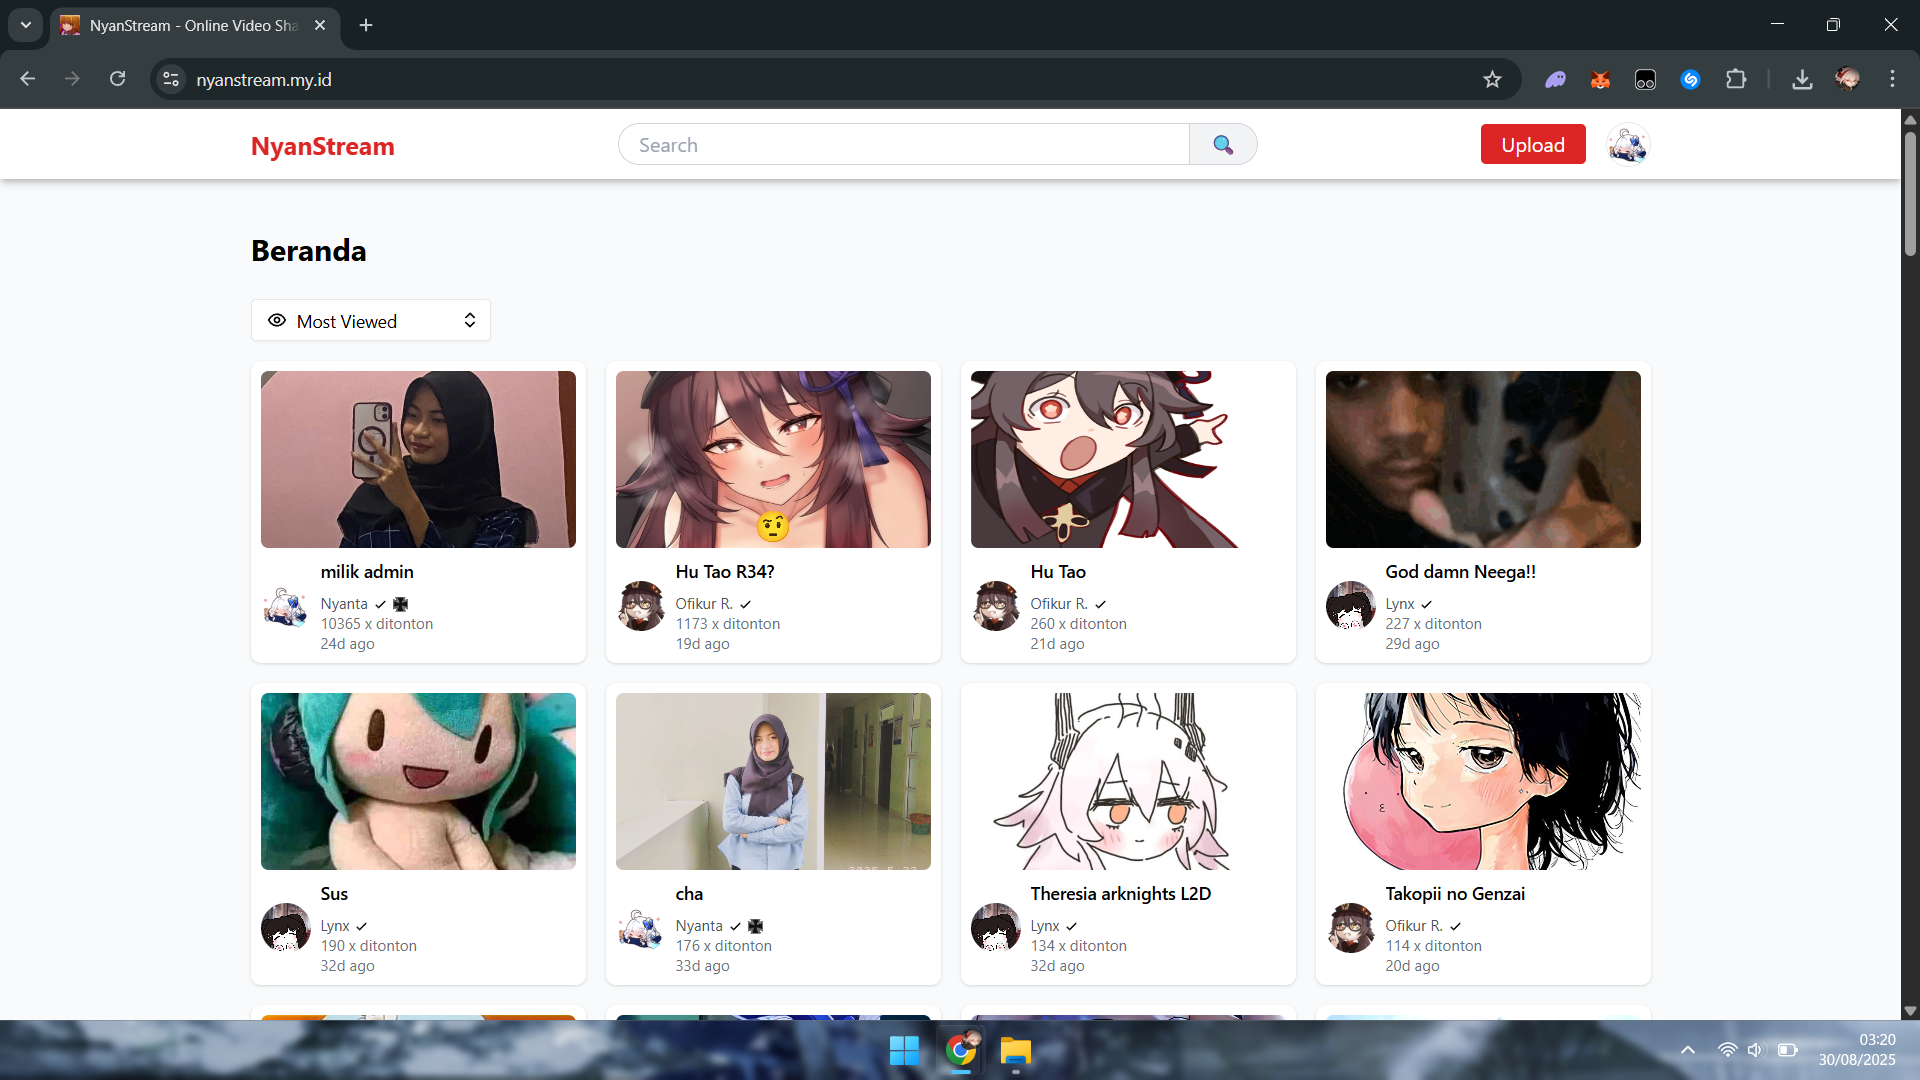 NyanStream - Online Video Sha
nyanstream.my.id
NyanStream
Search
Upload
Beranda
Most Viewed
milik admin
Nyanta
10365 x ditonton
24d ago
Hu Tao R34?
Ofikur R.
1173 x ditonton
19d ago
Hu Tao
Ofikur R.
260 x ditonton
21d ago
God damn Neega!!
Lynx
227 x ditonton
29d ago
Sus
Lynx
190 x ditonton
32d ago
cha
Nyanta
176 x ditonton
33d ago
Theresia arknights L2D
Lynx
134 x ditonton
32d ago
Takopii no Genzai
Ofikur R.
114 x ditonton
20d ago
03:20
30/08/2025